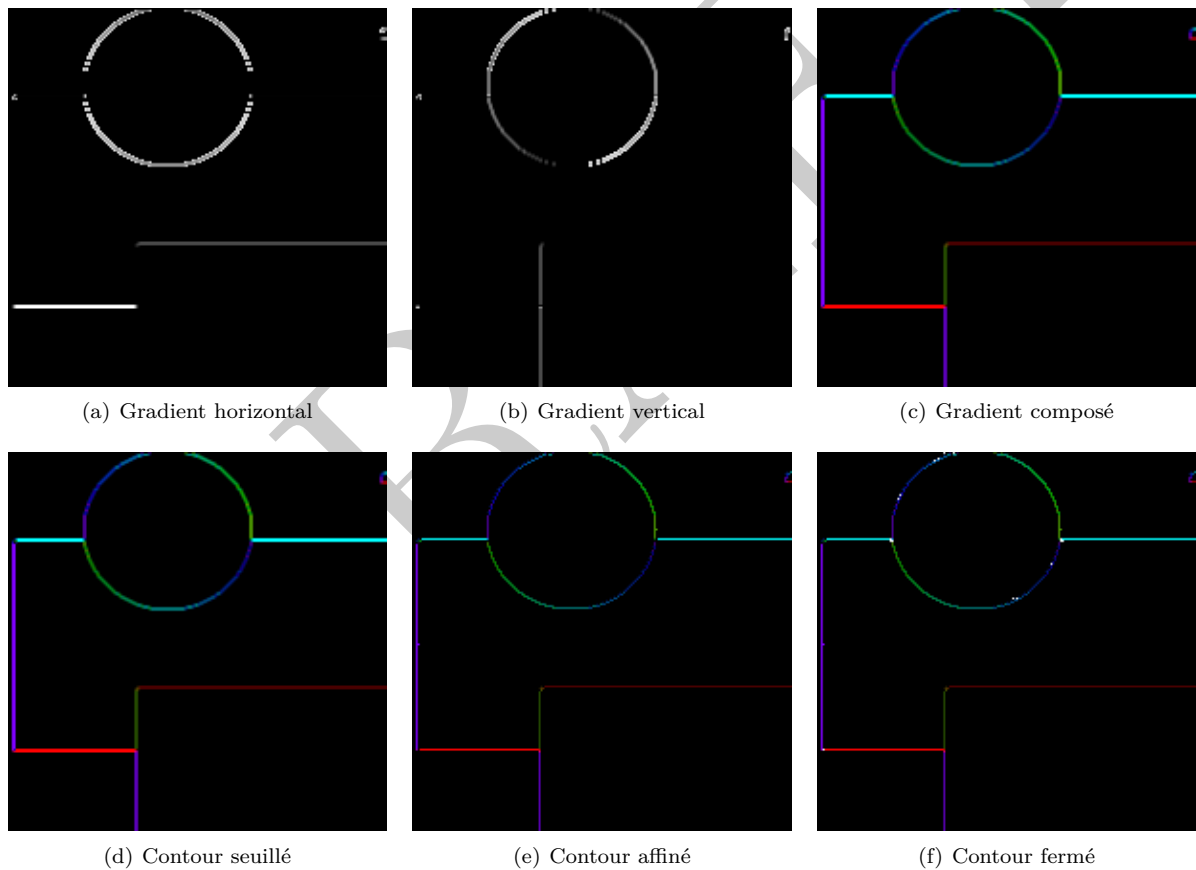 (a) Gradient horizontal
(b) Gradient vertical
(c) Gradient composé
(d) Contour seuillé
(e) Contour affiné
(f) Contour fermé